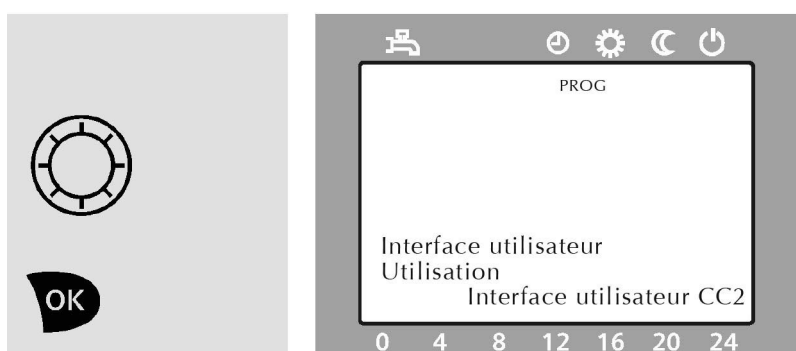 PROG
Interface utilisateur
Utilisation
Interface utilisateur CC2
OK
0 4 8 12 16 20 24